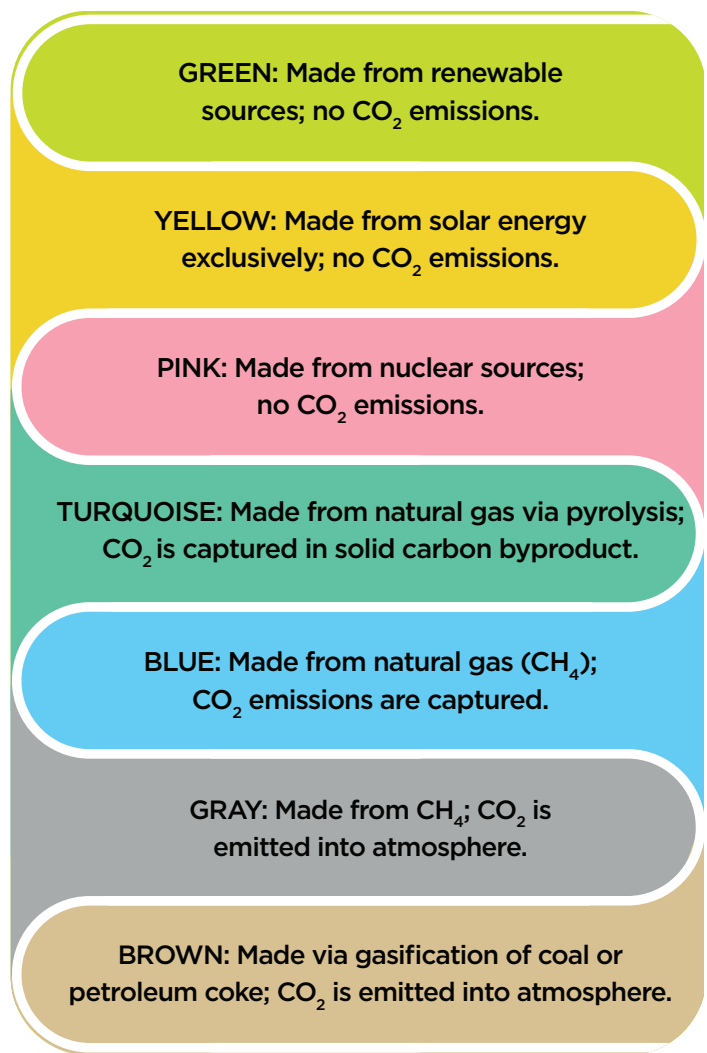 GREEN: Made from renewable
sources; no CO₂ emissions.
YELLOW: Made from solar energy
exclusively; no CO₂ emissions.
PINK: Made from nuclear sources;
no CO₂ emissions.
TURQUOISE: Made from natural gas via pyrolysis;
CO₂ is captured in solid carbon byproduct.
BLUE: Made from natural gas (CH₄);
CO₂ emissions are captured.
GRAY: Made from CH₄; CO₂ is
emitted into atmosphere.
BROWN: Made via gasification of coal or
petroleum coke; CO₂ is emitted into atmosphere.